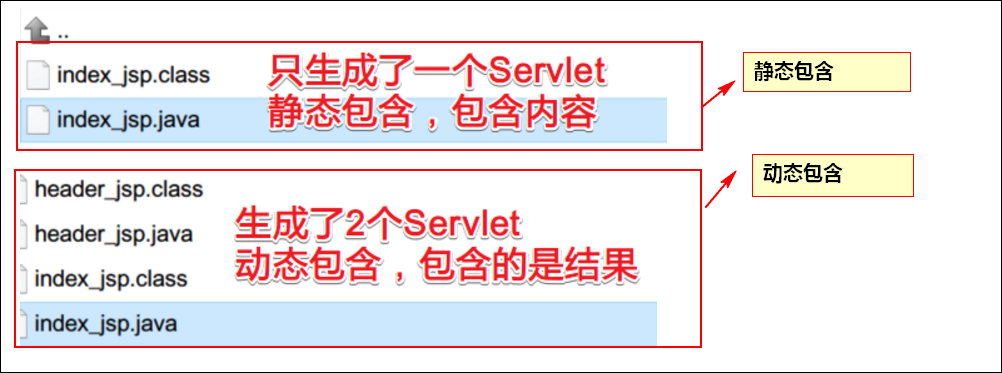 ..
index_jsp.class
index_jsp.java
只生成了一个Servlet
静态包含，包含内容
静态包含
header_jsp.class
header_jsp.java
index_jsp.class
index_jsp.java
生成了2个Servlet
动态包含，包含的是结果
动态包含